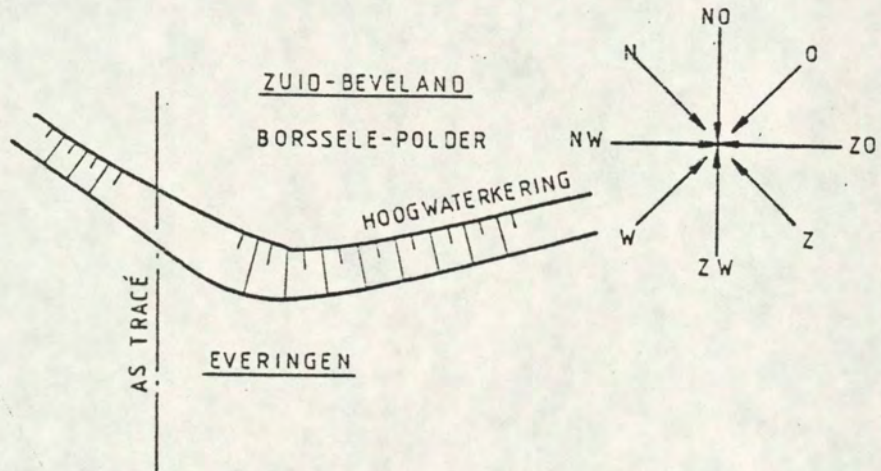 NO
N
O
ZUID-BEVELAND
BORSSELE-POLDER
NW
ZO
HOOGWATERKERING
W
Z
ZW
AS TRACÉ
EVERINGEN